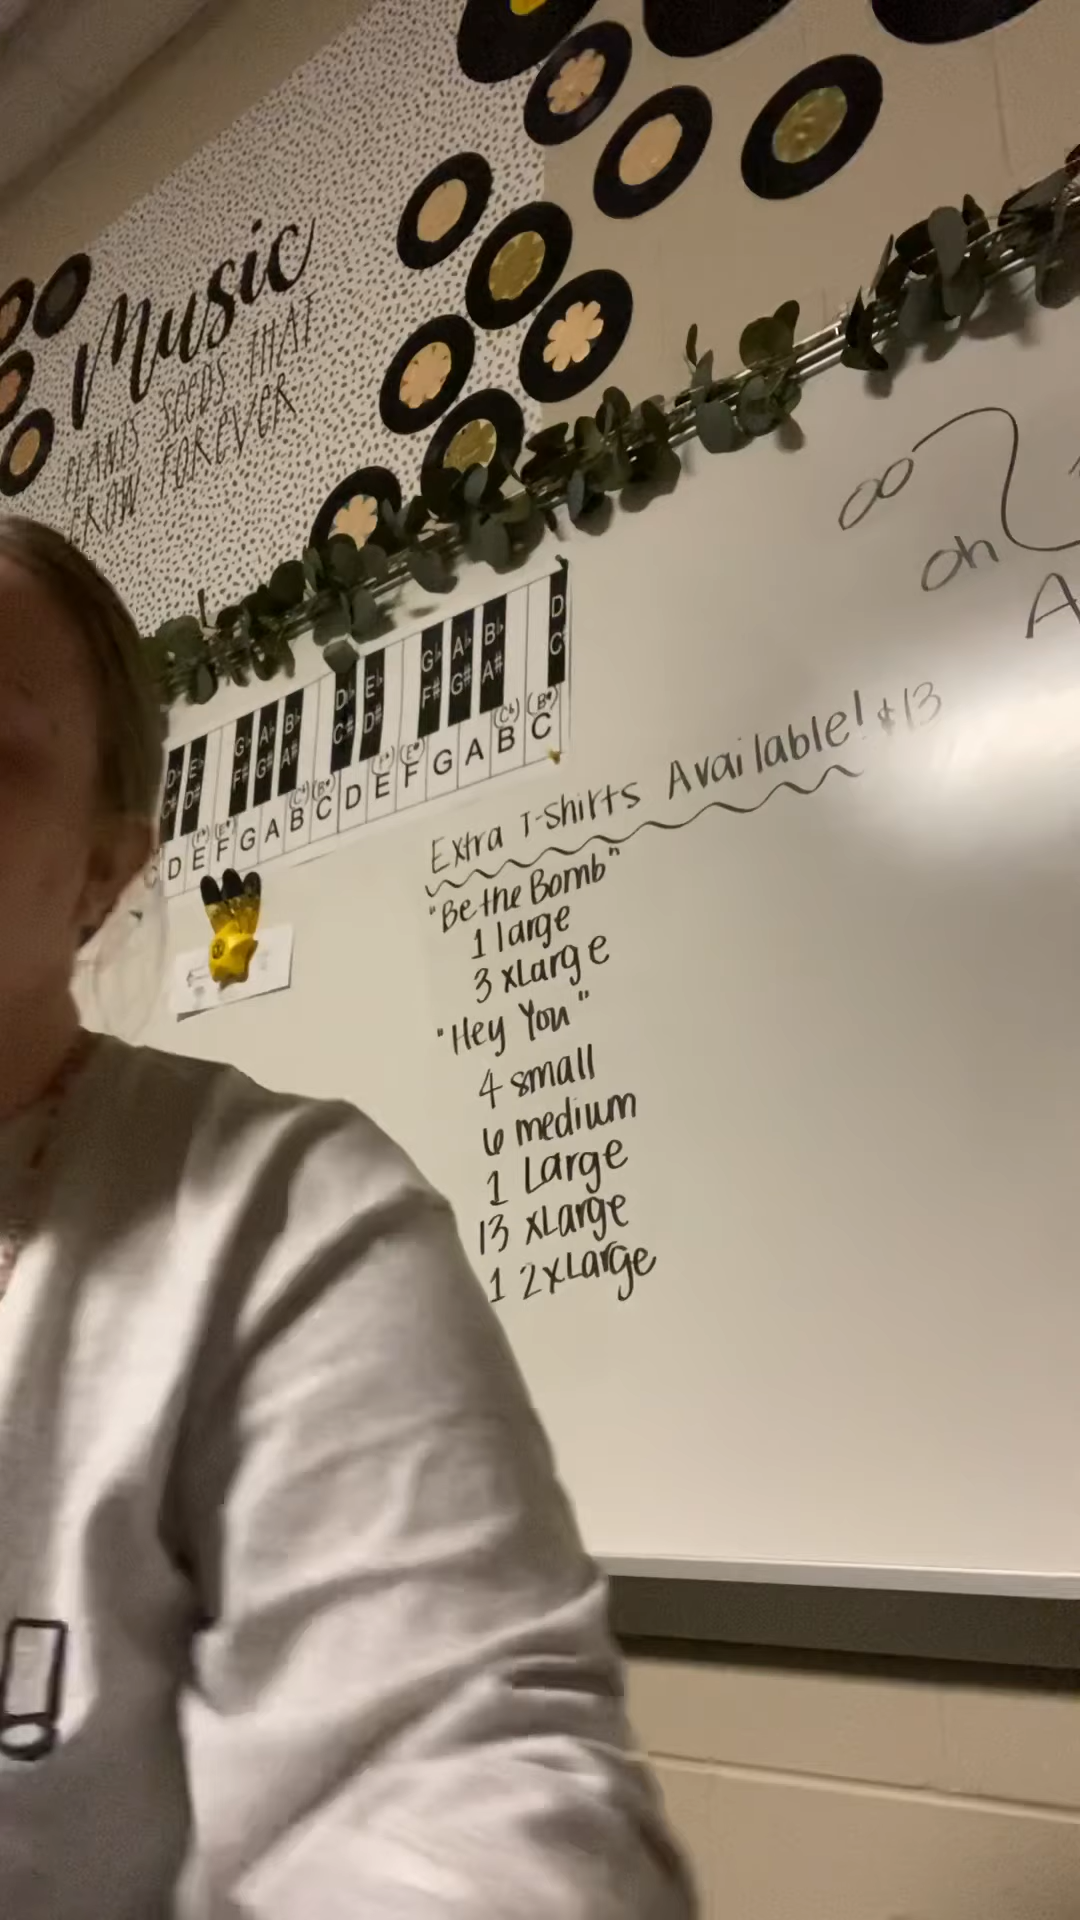 Music
PLANTS SEEDS THAT
GROW FOREVER
oo
oh
A
D♭ E♭ G♭ A♭ B♭ D♭ E♭ G♭ A♭ B♭ D
C# D# F# G# A# C# D# F# G# A# C#
C D E F G A B C D E F G A B C
Extra T-shirts Available! $13
"Be the Bomb"
1 large
3 xLarge
"Hey You"
4 small
6 medium
1 Large
13 xLarge
1 2xLarge